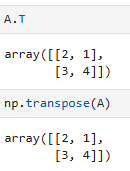 A.T
array([[2, 1],
       [3, 4]])
np.transpose(A)
array([[2, 1],
       [3, 4]])